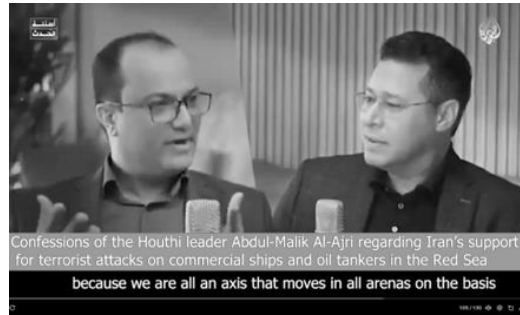 أسئلة
الحدث
Confessions of the Houthi leader Abdul-Malik Al-Ajri regarding Iran's support
for terrorist attacks on commercial ships and oil tankers in the Red Sea
because we are all an axis that moves in all arenas on the basis